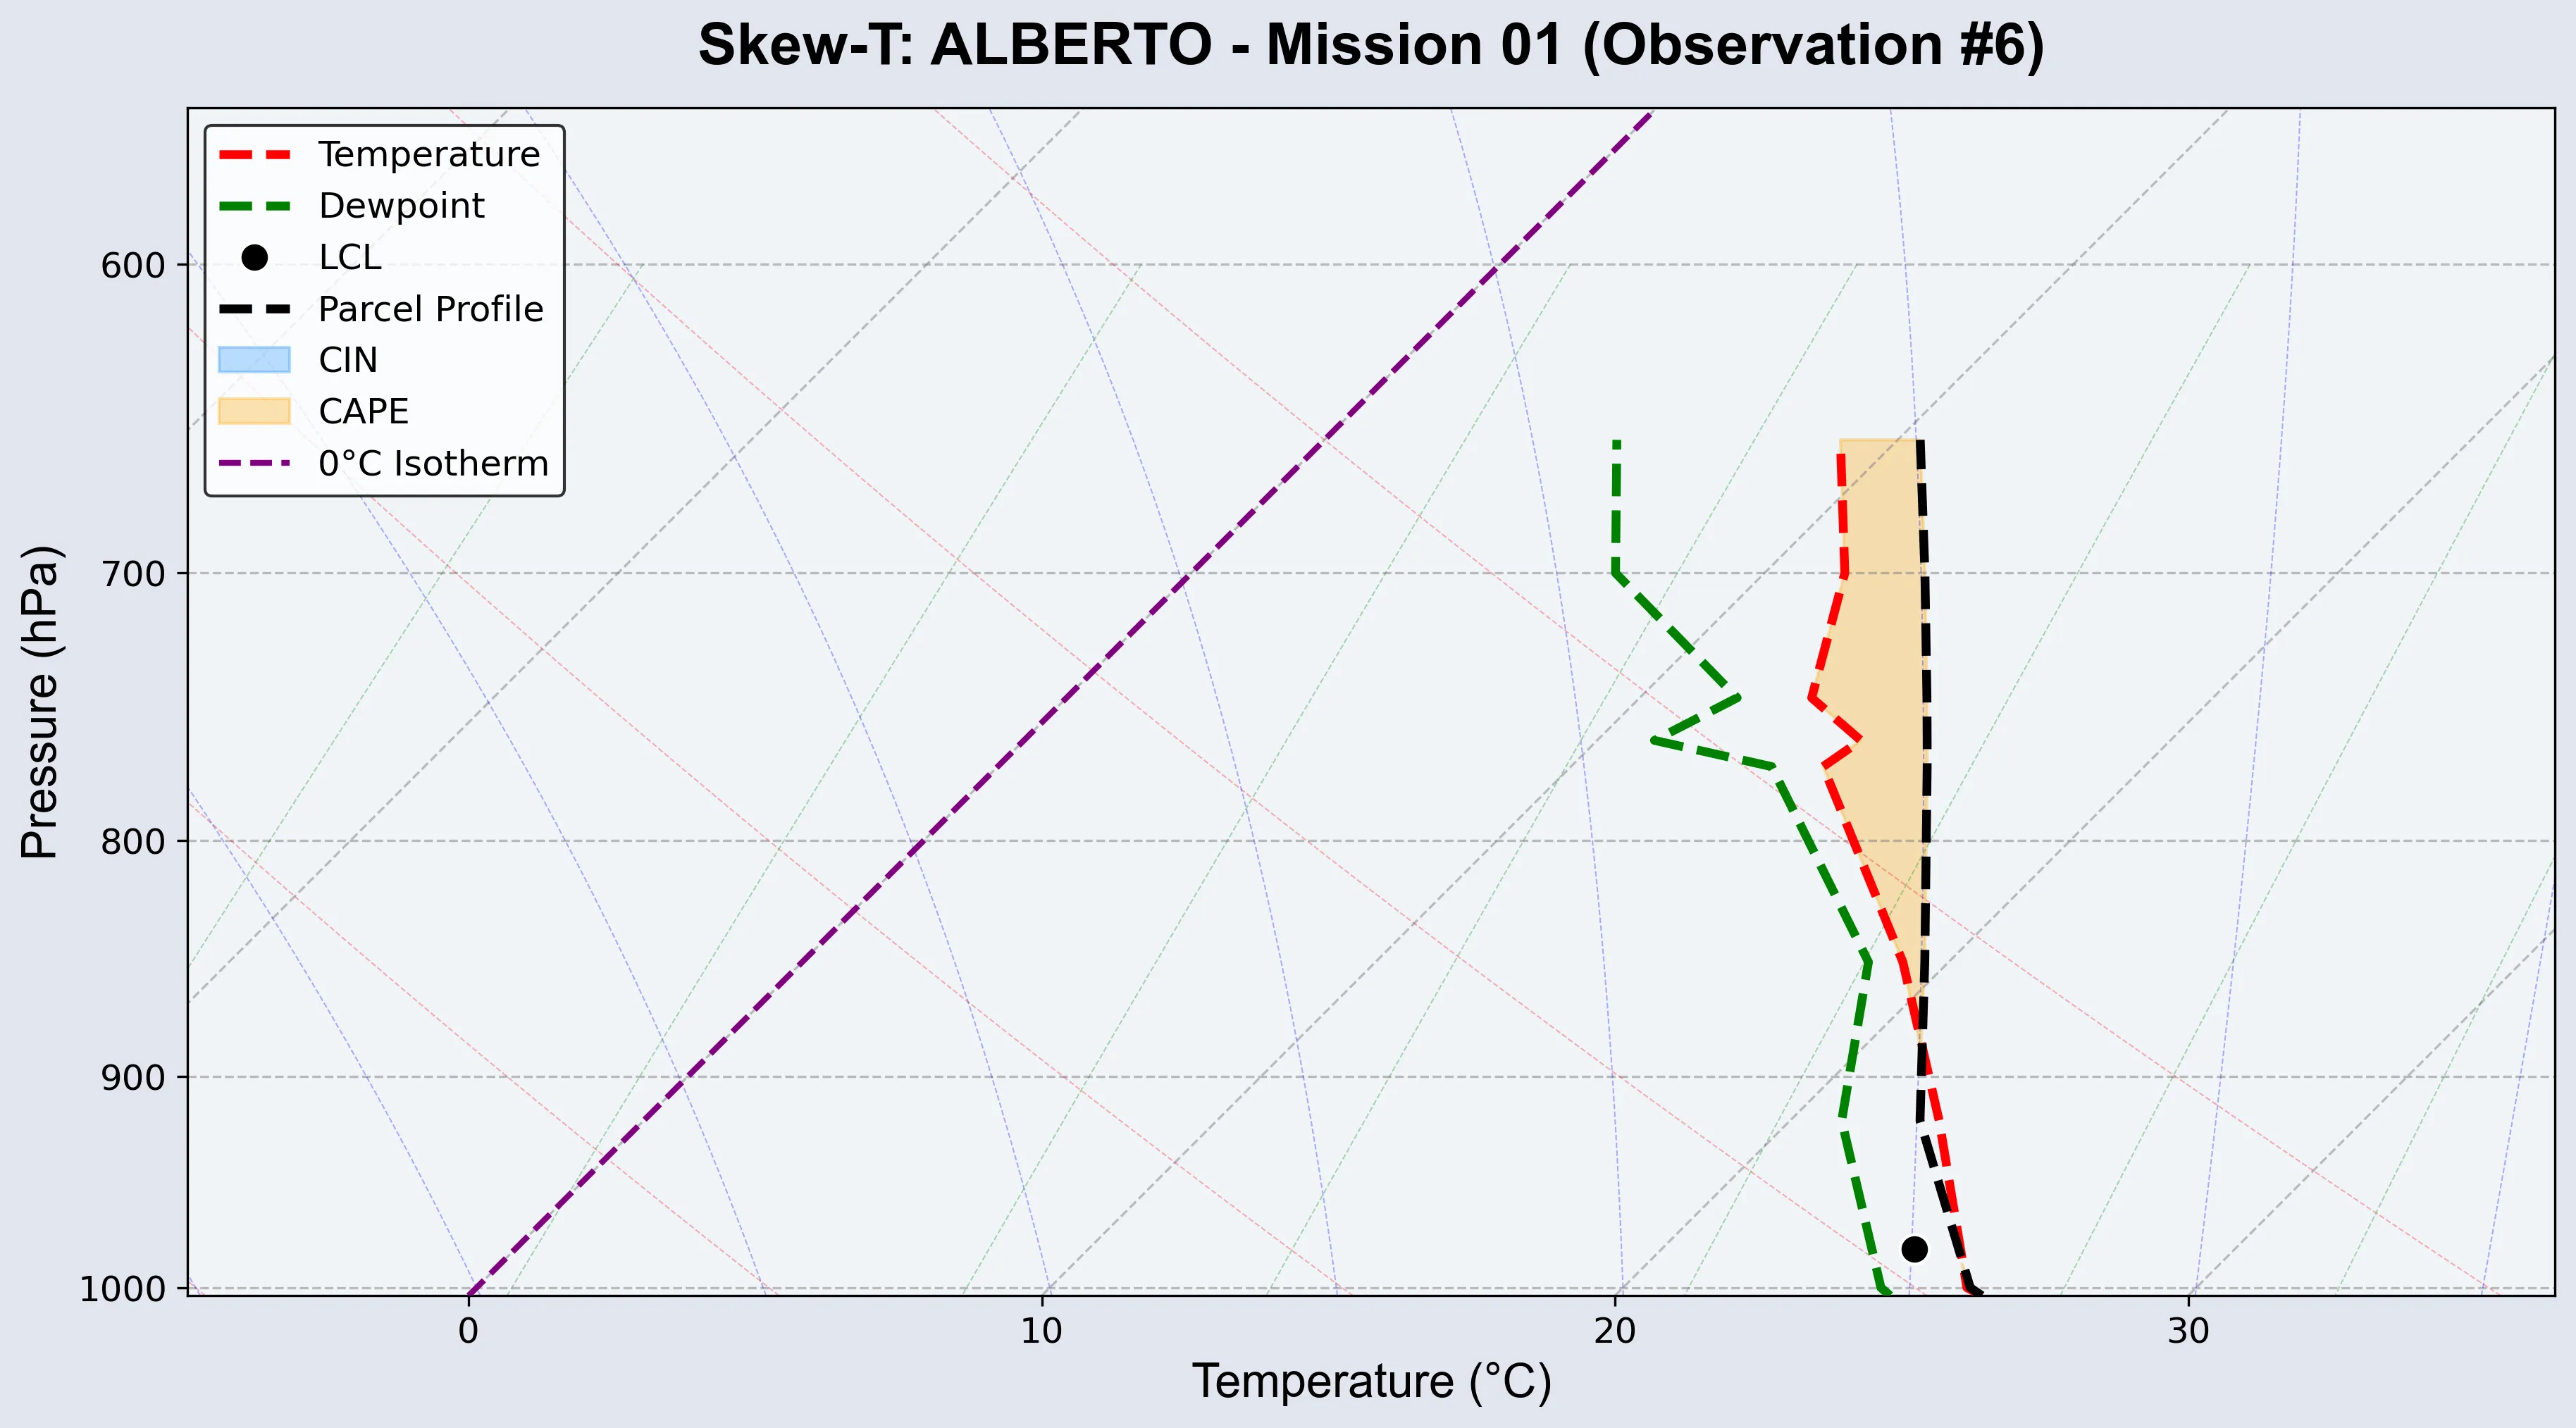 Skew-T: ALBERTO - Mission 01 (Observation #6)
Temperature
Dewpoint
LCL
Parcel Profile
CIN
CAPE
0°C Isotherm
600
700
800
900
1000
Pressure (hPa)
0 10 20 30
Temperature (°C)